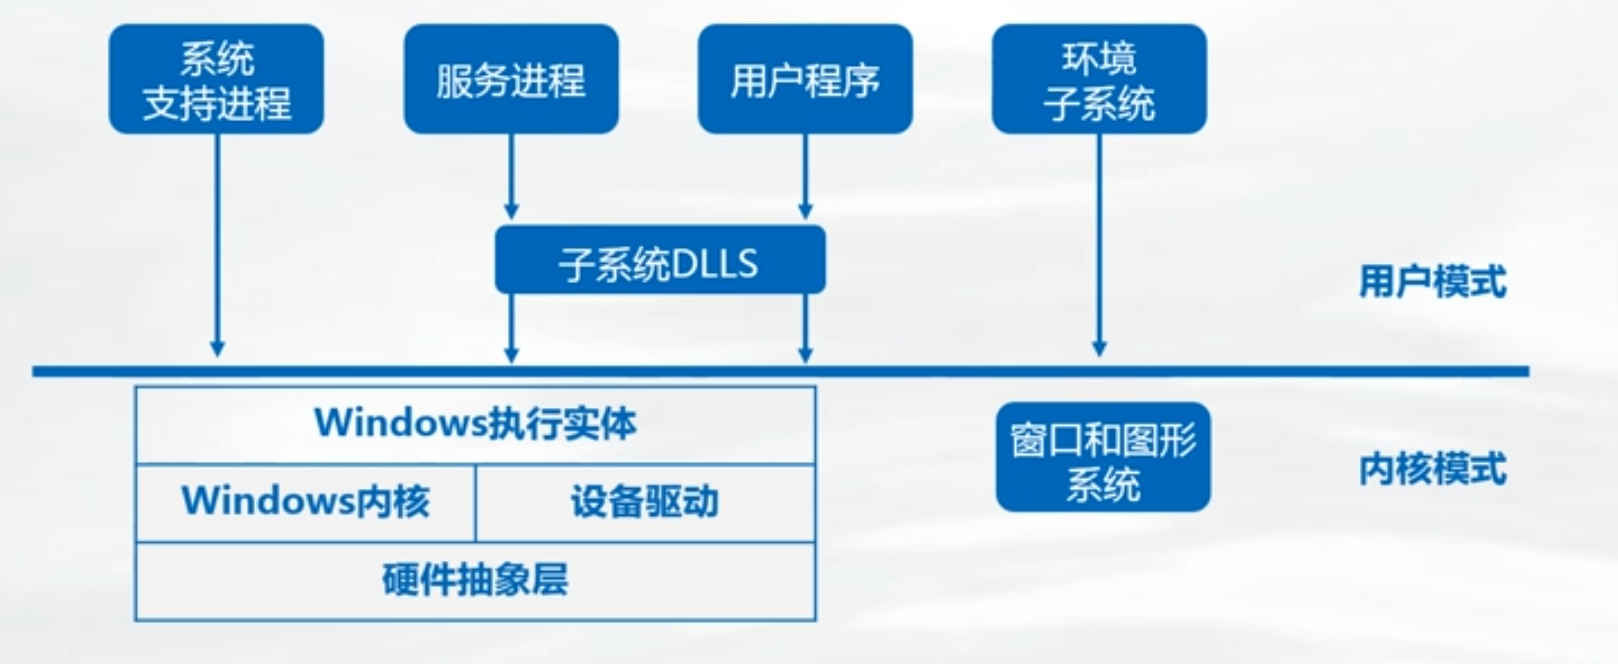 系统
支持进程
服务进程
用户程序
环境
子系统
子系统DLLS
用户模式
Windows执行实体
窗口和图形
系统
内核模式
Windows内核
设备驱动
硬件抽象层